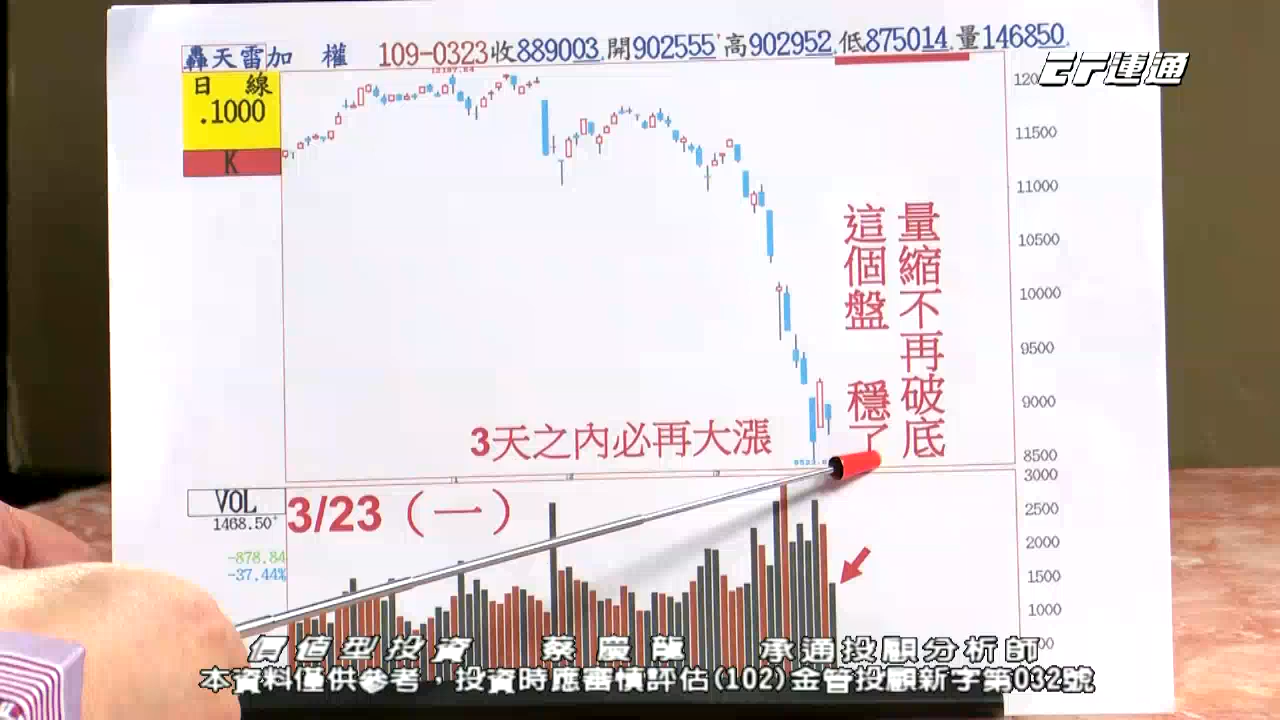 轟天雷加 權 109-0323收889003 開902555 高902952 低875014 量146850
ET運通
日 線
.1000
K
12187.64
11500
11000
10500
10000
9500
9000
8500
量縮不再破底
這個盤 穩了
3天之內必再大漲
3/23(一)
VOL
1468.50
-878.84
-37.44%
3000
2500
2000
1500
1000
價值型投資 蔡慶龍 承通投顧分析師
本資料僅供參考,投資時應審慎評估(102)金管投顧新字第032號